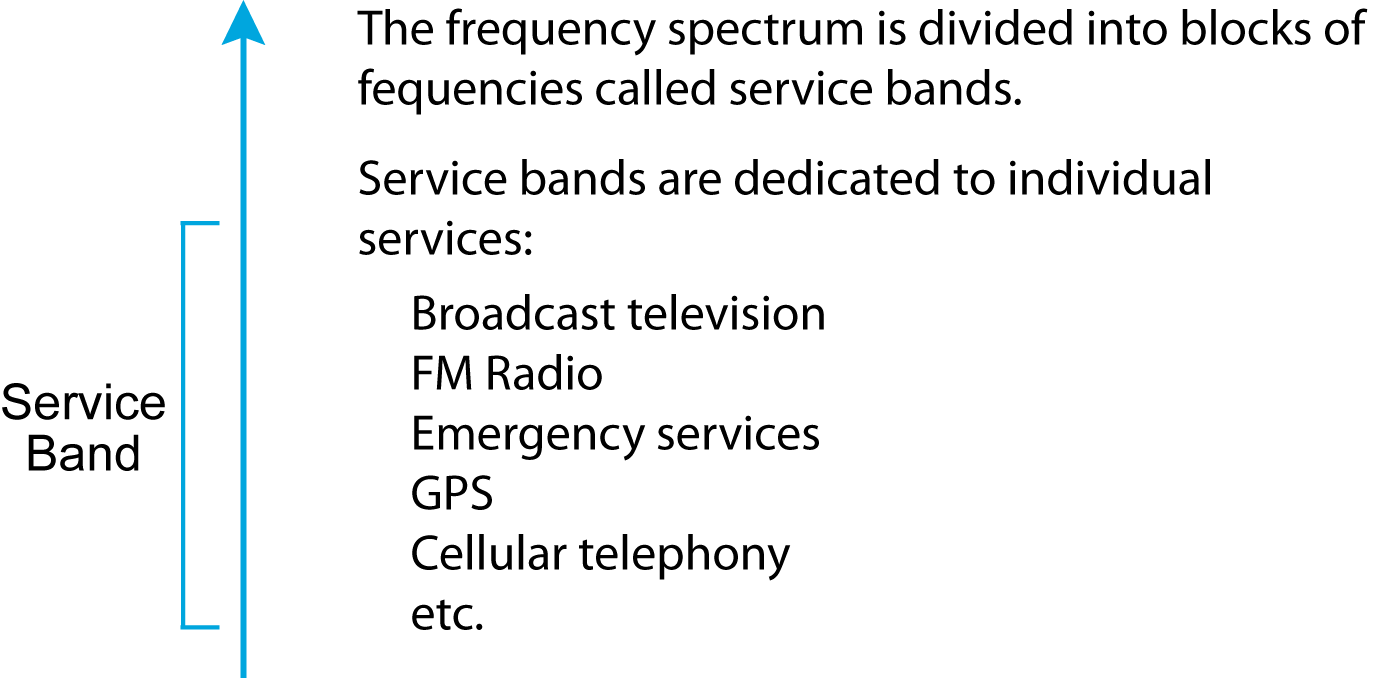 The frequency spectrum is divided into blocks of
fequencies called service bands.
Service bands are dedicated to individual
services:
Broadcast television
FM Radio
Emergency services
GPS
Cellular telephony
etc.
Service
Band